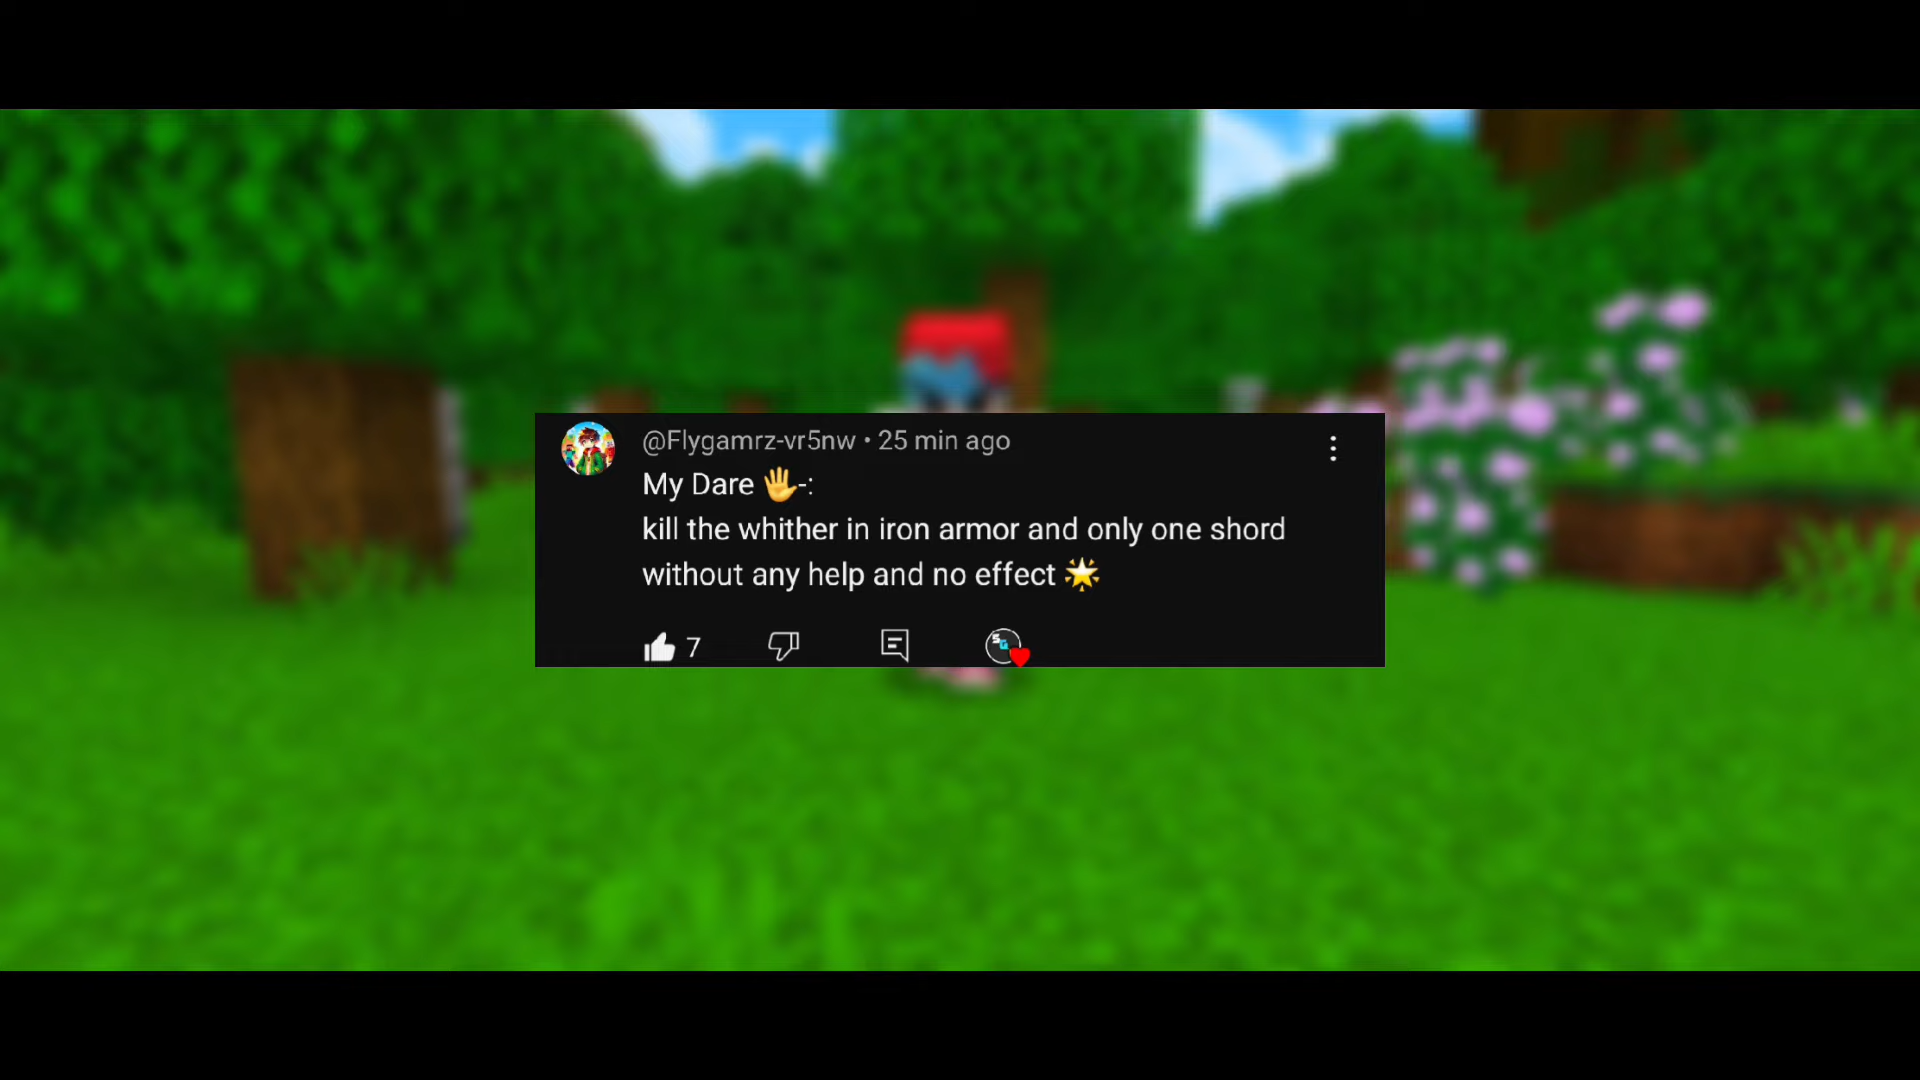 @Flygamrz-vr5nw • 25 min ago
My Dare 🖐-:
kill the whither in iron armor and only one shord
without any help and no effect 🌟
7
SG